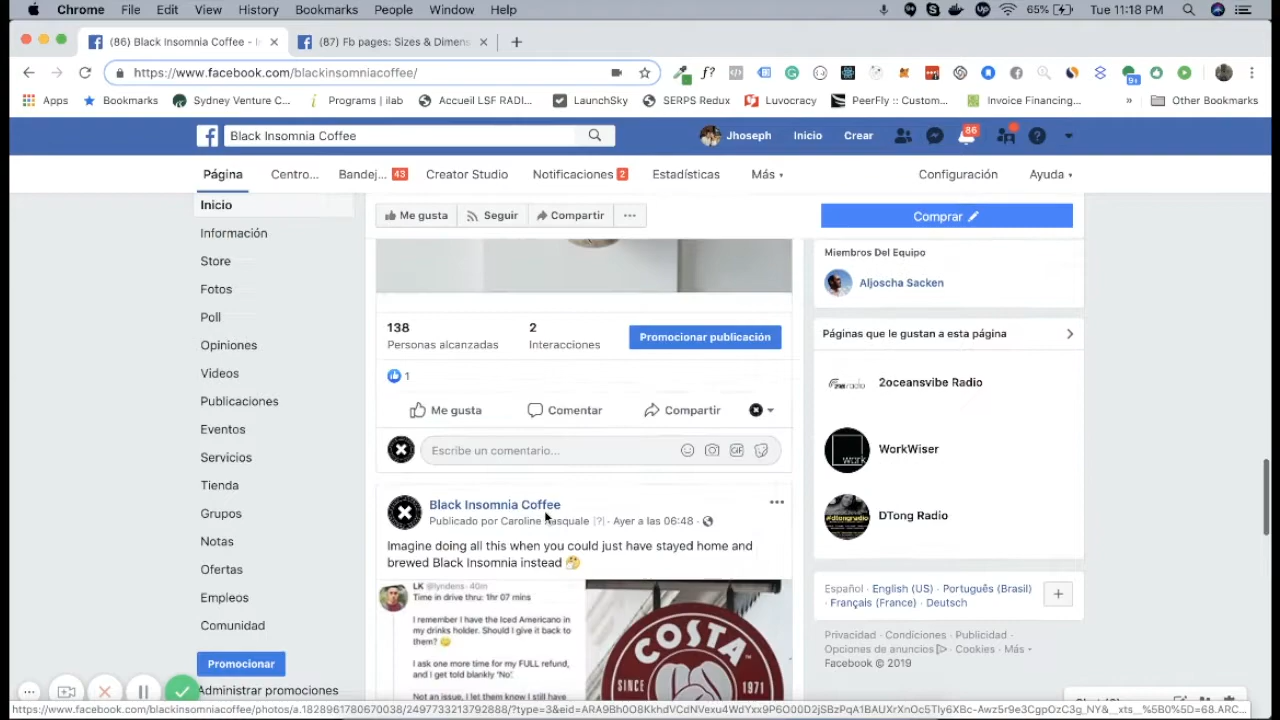 Chrome File Edit View History Bookmarks People Window Help 65% Tue 11:18 PM
(86) Black Insomnia Coffee - I
(87) Fb pages: Sizes & Dimens
https://www.facebook.com/blackinsomniacoffee/
Apps Bookmarks Sydney Venture C... Programs | ilab Accueil LSF RADI... LaunchSky SERPS Redux Luvocracy PeerFly :: Custom... Invoice Financing... » Other Bookmarks
Black Insomnia Coffee
Jhoseph Inicio Crear 86
Página Centro... Bandej... 43 Creator Studio Notificaciones 2 Estadísticas Más Configuración Ayuda
Inicio
Información
Store
Fotos
Poll
Opiniones
Videos
Publicaciones
Eventos
Servicios
Tienda
Grupos
Notas
Ofertas
Empleos
Comunidad
Promocionar
Administrar promociones
Me gusta Seguir Compartir ...
Comprar
138
Personas alcanzadas
2
Interacciones
Promocionar publicación
1
Me gusta Comentar Compartir
Escribe un comentario...
GIF
Black Insomnia Coffee
Publicado por Caroline Pasquale [?] · Ayer a las 06:48 ·
Imagine doing all this when you could just have stayed home and
brewed Black Insomnia instead 🤔
LK @lyndens · 40m
Time in drive thru: 1hr 07 mins
I remember I have the Iced Americano in
my drinks holder. Should I give it back to
them?
I ask one more time for my FULL refund,
and I get told blankly 'No'.
Not an issue, I let them know I still have
COSTA
SINCE 1971
Miembros Del Equipo
Aljoscha Sacken
Páginas que le gustan a esta página
2oceansvibe Radio
WorkWiser
work
DTong Radio
#dtongradio
Español · English (US) · Português (Brasil)
· Français (France) · Deutsch
Privacidad · Condiciones · Publicidad ·
Opciones de anuncios · Cookies · Más
Facebook © 2019